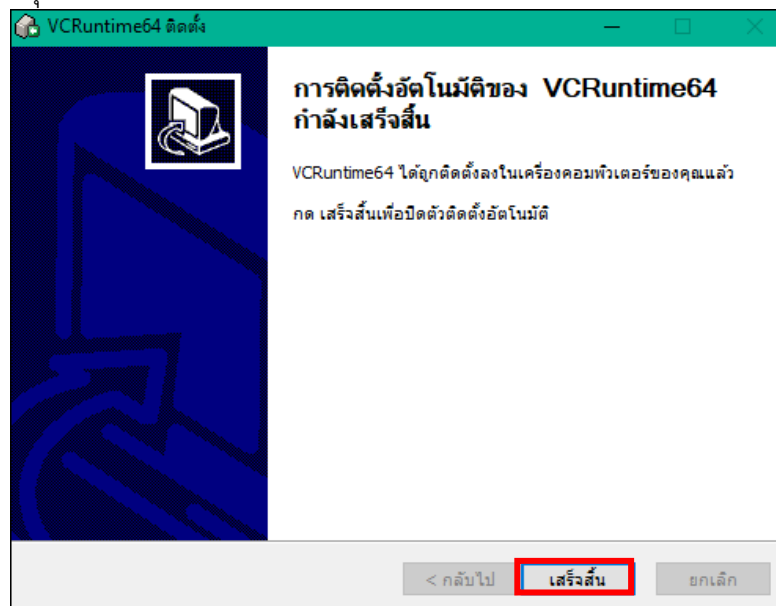 VCRuntime64 ติดตั้ง
การติดตั้งอัตโนมัติของ VCRuntime64
กำลังเสร็จสิ้น
VCRuntime64 ได้ถูกติดตั้งลงในเครื่องคอมพิวเตอร์ของคุณแล้ว
กด เสร็จสิ้นเพื่อปิดตัวติดตั้งอัตโนมัติ
< กลับไป เสร็จสิ้น ยกเลิก